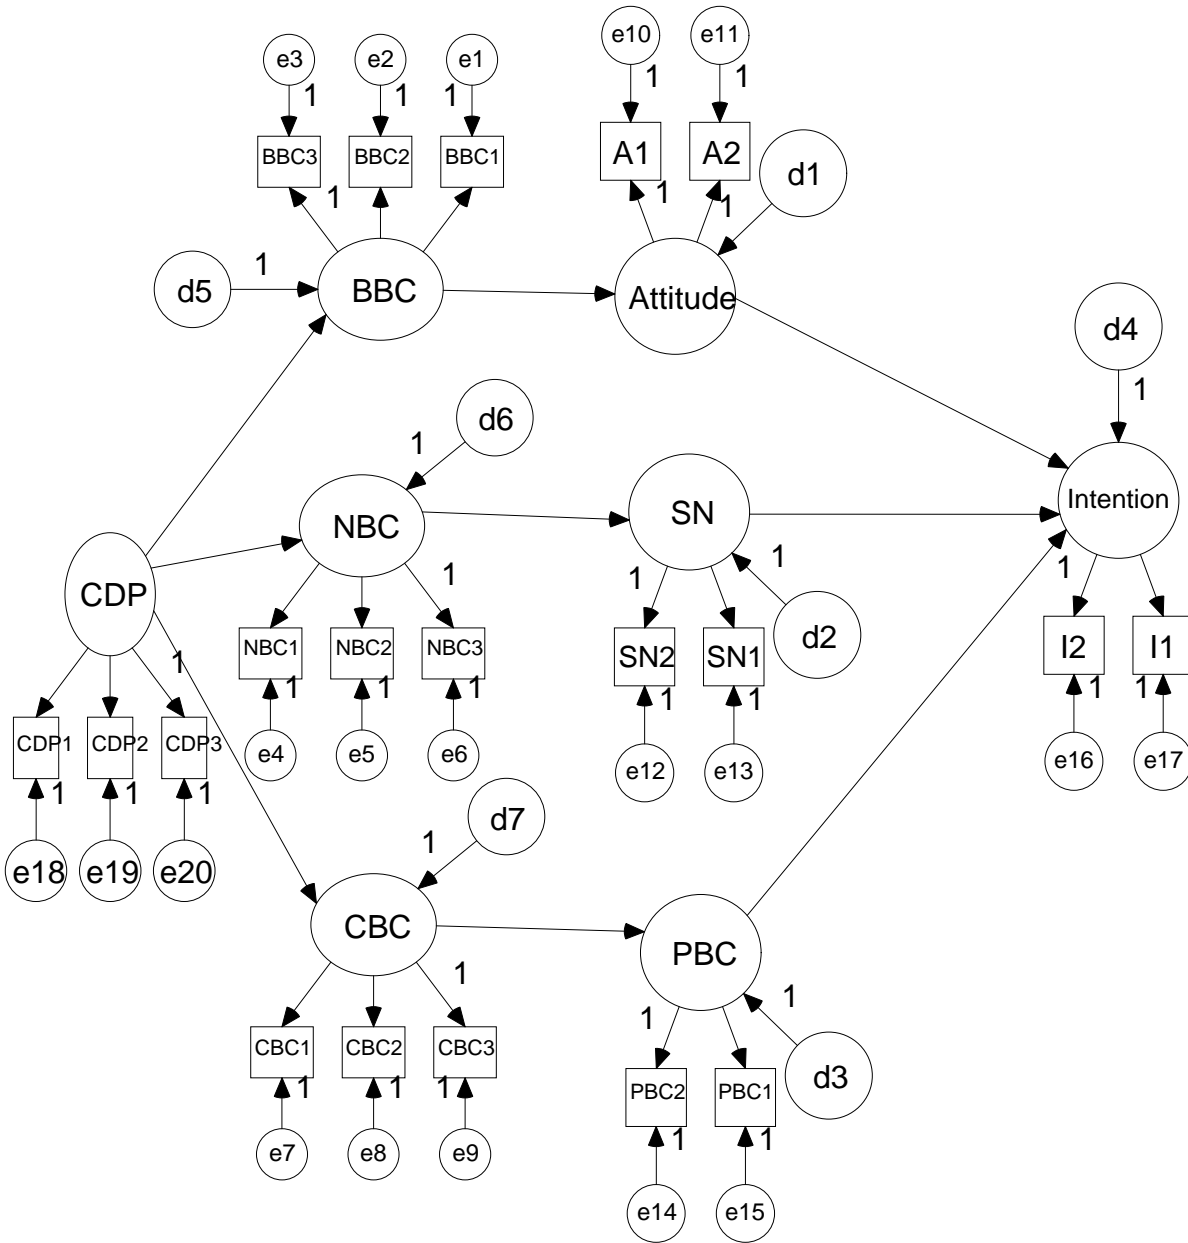 e3 e2 e1 e10 e11
1 1 1 1 1
BBC3 BBC2 BBC1 A1 A2 d1
1 1 1
1
d5 BBC Attitude
d4
1
d6
1
NBC SN Intention
CDP 1 1 1 1
d2
NBC1 NBC2 NBC3 SN2 SN1 I2 I1
1 1 1 1 1 1 1 1
CDP1 CDP2 CDP3 e4 e5 e6 e12 e13 e16 e17
1 1 1
d7
1
e18 e19 e20
CBC PBC
1 1 1
CBC1 CBC2 CBC3 d3
1 1 1 PBC2 PBC1
1 1
e7 e8 e9
e14 e15